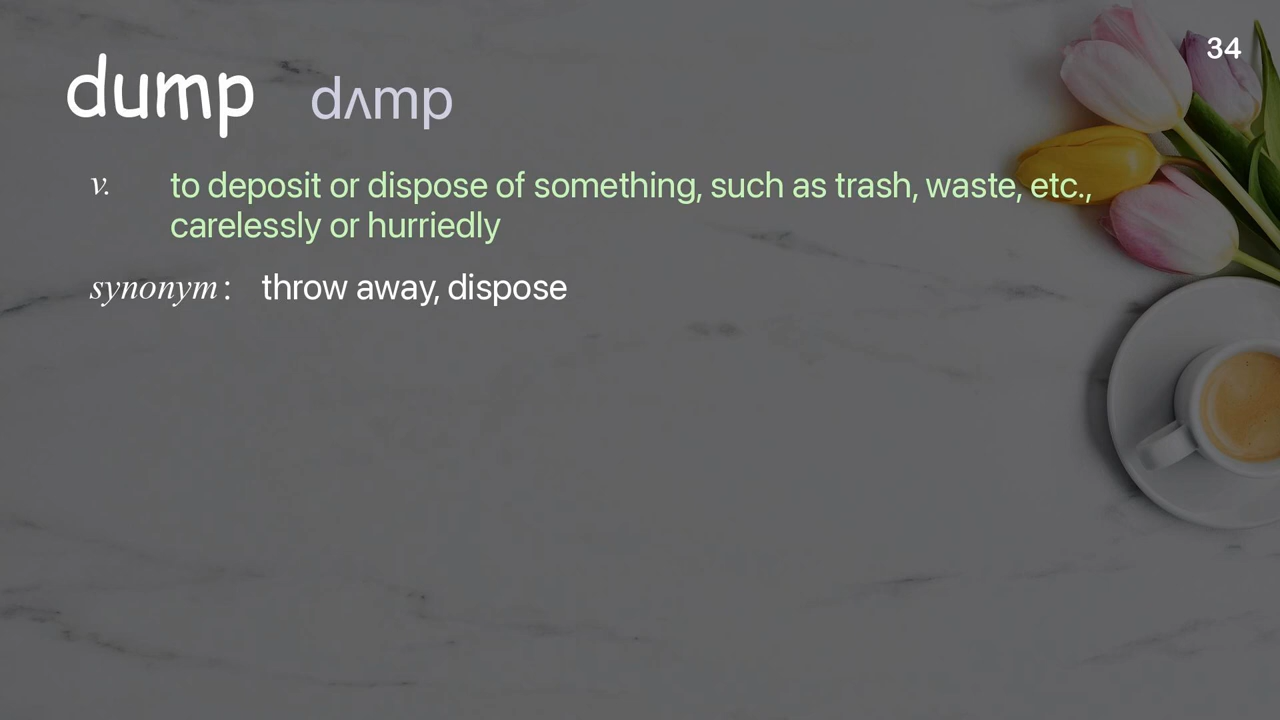 34
dump dʌmp
v. to deposit or dispose of something, such as trash, waste, etc.,
carelessly or hurriedly
synonym : throw away, dispose